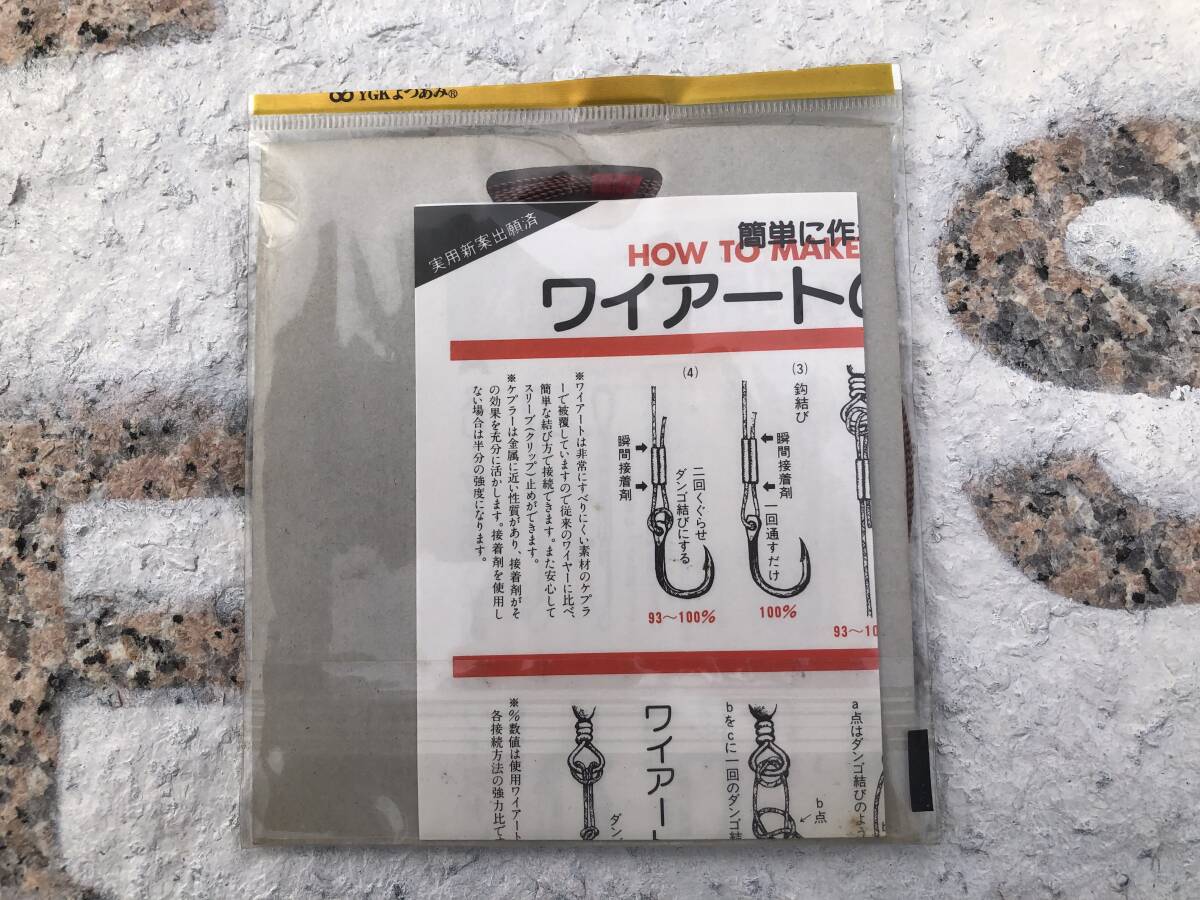 YGKよつあみ®
実用新案出願済
簡単に作
HOW TO MAKE
ワイアート
(3)
鈎結び
瞬間接着剤
一回通すだけ
100%
93〜10
(4)
瞬間接着剤
二回くぐらせ
ダンゴ結びにする
93〜100%
※ワイアートは非常にすべりにくい素材のケブラ
ーで被覆していますので従来のワイヤーに比べ、
簡単な結び方で接続できます。また安心して
スリーブ(クリップ)止めができます。
※ケブラーは金属に近い性質があり、接着剤がそ
の効果を充分に活かします。接着剤を使用し
ない場合は半分の強度になります。
a点はダンゴ結びのよう
b
b点
bをcに一回のダンゴ結
ワイアート
ダン
※%数値は使用ワイアート
各接続方法の強力比で